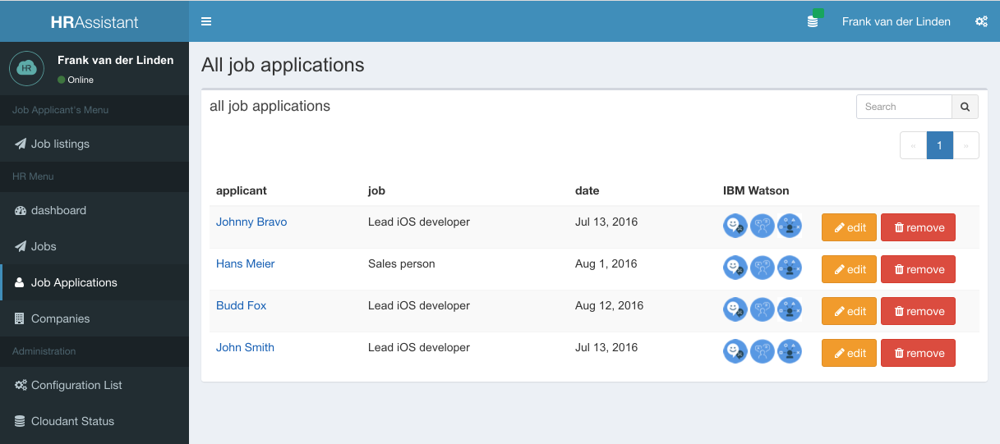 HRAssistant
Frank van der Linden
HR
Frank van der Linden
Online
Job Applicant's Menu
Job listings
HR Menu
dashboard
Jobs
Job Applications
Companies
Administration
Configuration List
Cloudant Status
All job applications
all job applications
Search
« 1 »
applicant job date IBM Watson
Johnny Bravo Lead iOS developer Jul 13, 2016 edit remove
Hans Meier Sales person Aug 1, 2016 edit remove
Budd Fox Lead iOS developer Aug 12, 2016 edit remove
John Smith Lead iOS developer Jul 13, 2016 edit remove